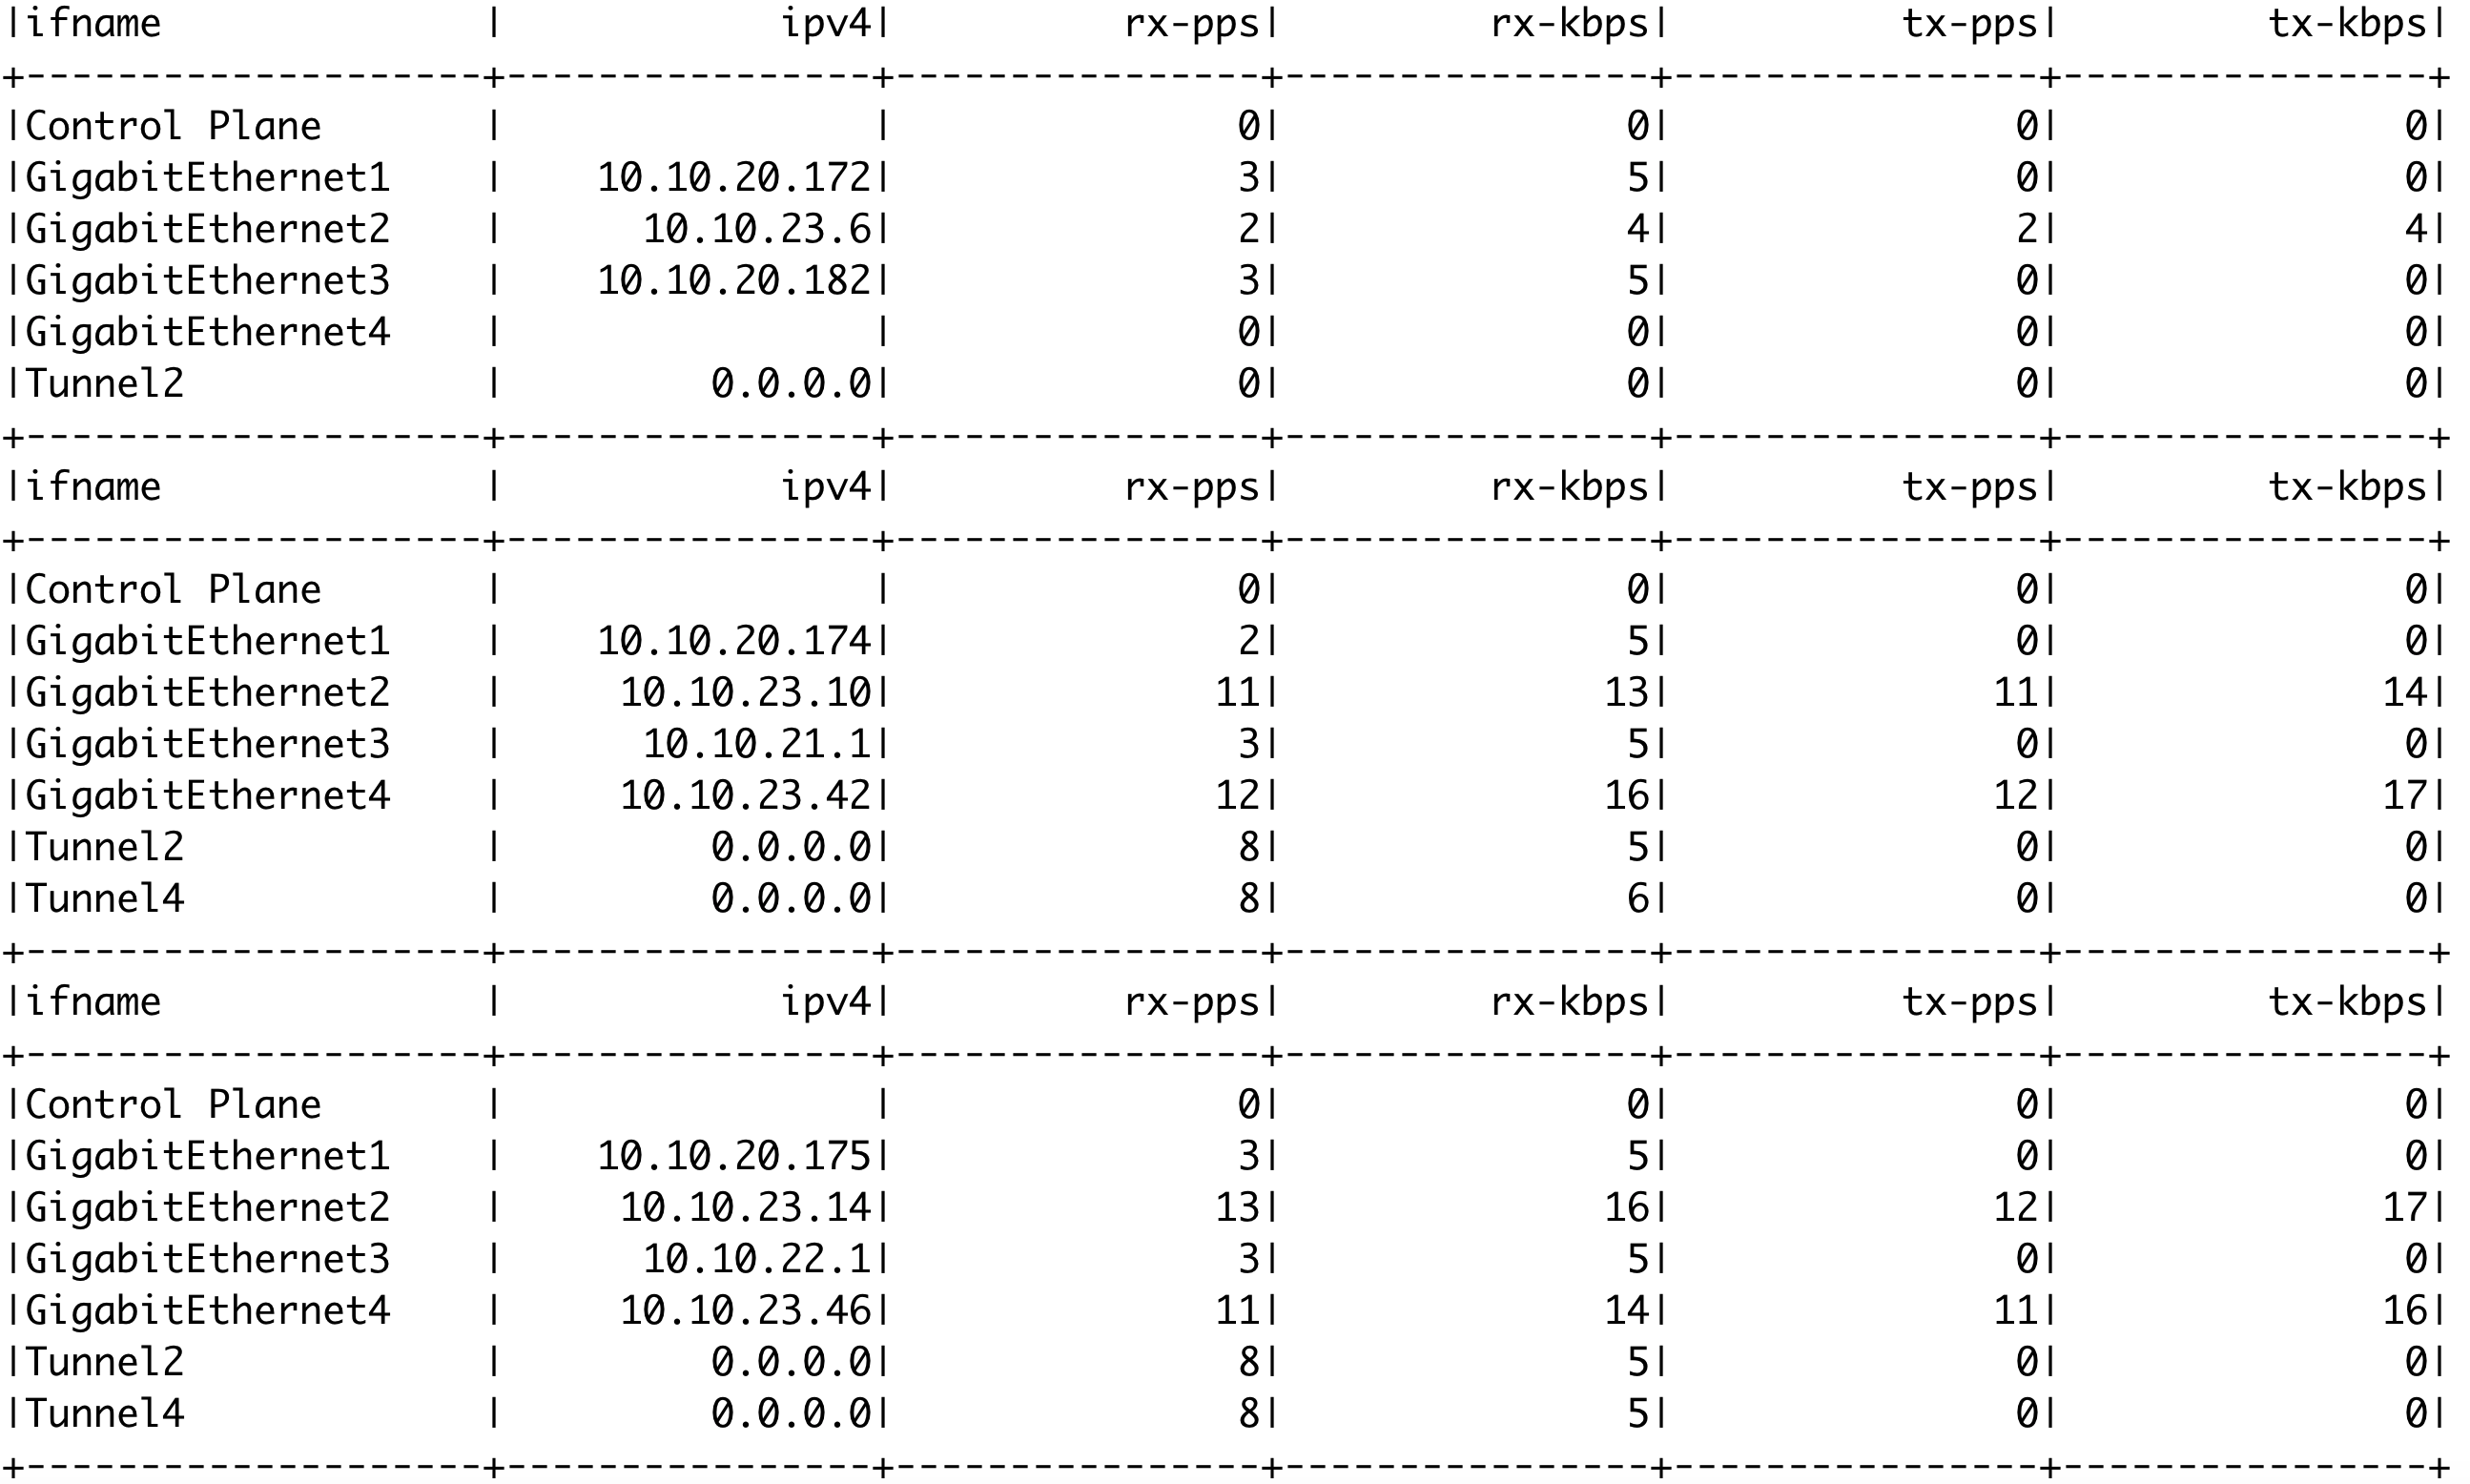 |ifname              |            ipv4|          rx-pps|         rx-kbps|          tx-pps|         tx-kbps|
+--------------------+----------------+----------------+----------------+----------------+----------------+
|Control Plane       |                |               0|               0|               0|               0|
|GigabitEthernet1    |    10.10.20.172|               3|               5|               0|               0|
|GigabitEthernet2    |      10.10.23.6|               2|               4|               2|               4|
|GigabitEthernet3    |    10.10.20.182|               3|               5|               0|               0|
|GigabitEthernet4    |                |               0|               0|               0|               0|
|Tunnel2             |         0.0.0.0|               0|               0|               0|               0|
+--------------------+----------------+----------------+----------------+----------------+----------------+
|ifname              |            ipv4|          rx-pps|         rx-kbps|          tx-pps|         tx-kbps|
+--------------------+----------------+----------------+----------------+----------------+----------------+
|Control Plane       |                |               0|               0|               0|               0|
|GigabitEthernet1    |    10.10.20.174|               2|               5|               0|               0|
|GigabitEthernet2    |     10.10.23.10|              11|              13|              11|              14|
|GigabitEthernet3    |      10.10.21.1|               3|               5|               0|               0|
|GigabitEthernet4    |     10.10.23.42|              12|              16|              12|              17|
|Tunnel2             |         0.0.0.0|               8|               5|               0|               0|
|Tunnel4             |         0.0.0.0|               8|               6|               0|               0|
+--------------------+----------------+----------------+----------------+----------------+----------------+
|ifname              |            ipv4|          rx-pps|         rx-kbps|          tx-pps|         tx-kbps|
+--------------------+----------------+----------------+----------------+----------------+----------------+
|Control Plane       |                |               0|               0|               0|               0|
|GigabitEthernet1    |    10.10.20.175|               3|               5|               0|               0|
|GigabitEthernet2    |     10.10.23.14|              13|              16|              12|              17|
|GigabitEthernet3    |      10.10.22.1|               3|               5|               0|               0|
|GigabitEthernet4    |     10.10.23.46|              11|              14|              11|              16|
|Tunnel2             |         0.0.0.0|               8|               5|               0|               0|
|Tunnel4             |         0.0.0.0|               8|               5|               0|               0|
+--------------------+----------------+----------------+----------------+----------------+----------------+